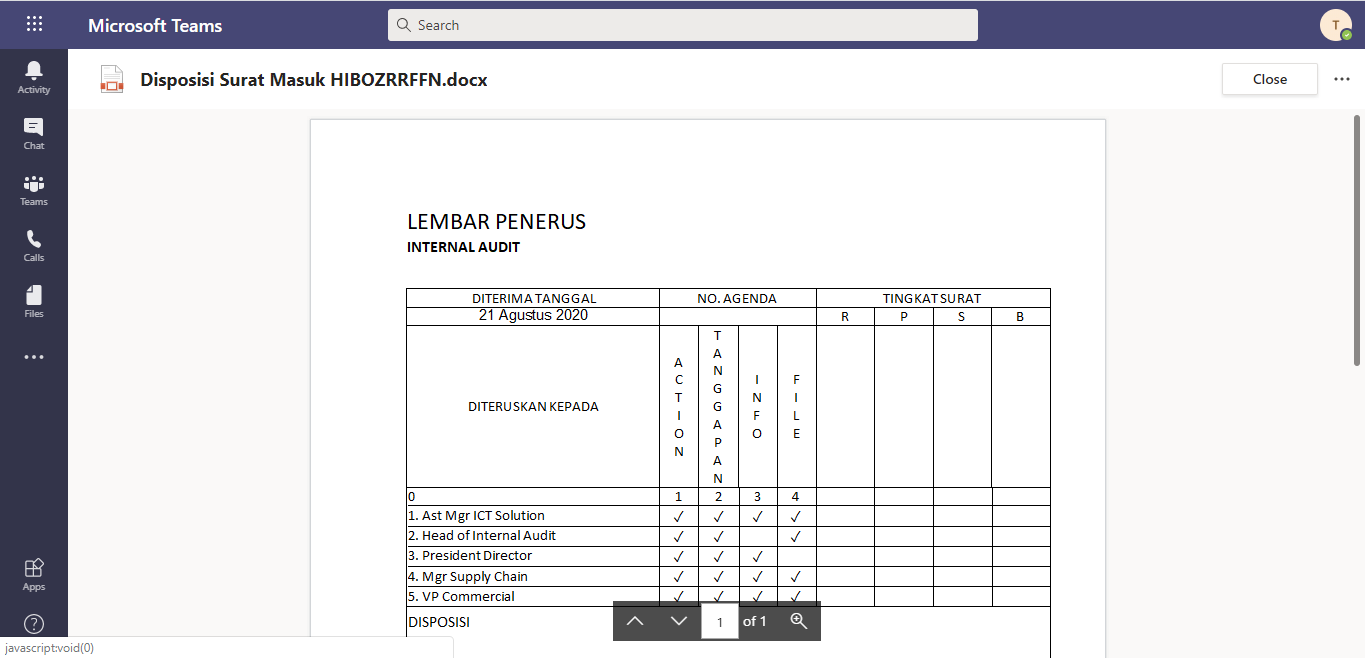 Microsoft Teams
Search
T
Activity
Chat
Teams
Calls
Files
Apps
Disposisi Surat Masuk HIBOZRRFFN.docx
Close
LEMBAR PENERUS
INTERNAL AUDIT
DITERIMA TANGGAL NO. AGENDA TINGKAT SURAT
21 Agustus 2020 R P S B
DITERUSKAN KEPADA ACTION TANGGAPAN INFO FILE
0 1 2 3 4
1. Ast Mgr ICT Solution ✓ ✓ ✓ ✓
2. Head of Internal Audit ✓ ✓ ✓
3. President Director ✓ ✓ ✓
4. Mgr Supply Chain ✓ ✓ ✓ ✓
5. VP Commercial ✓ ✓ ✓ ✓
DISPOSISI
1 of 1
javascript:void(0)